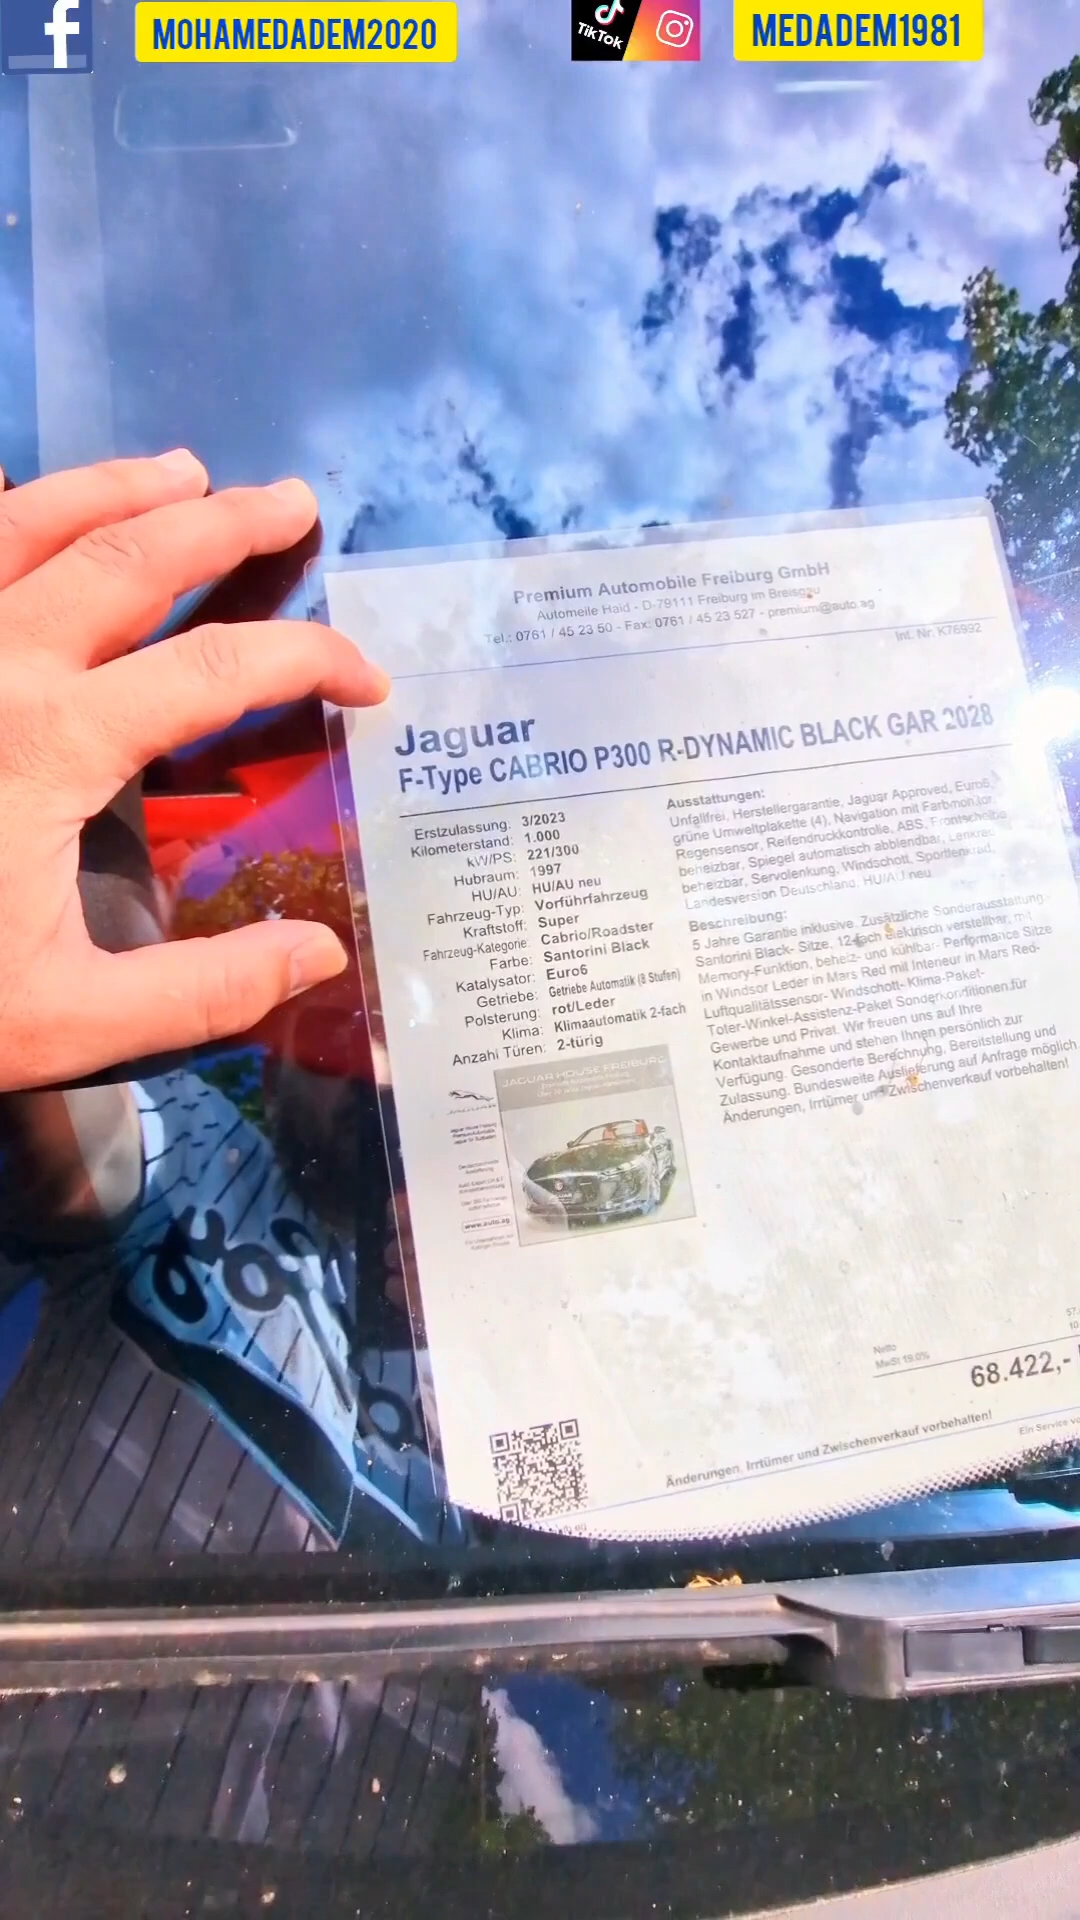 MOHAMEDADEM2020
TikTok
MEDADEM1981
Premium Automobile Freiburg GmbH
Automeile Haid - D-79111 Freiburg im Breisgau
Tel.: 0761 / 45 23 50 - Fax: 0761 / 45 23 527 - premium@auto.ag
Int. Nr. K76992
Jaguar
F-Type CABRIO P300 R-DYNAMIC BLACK GAR 2028
Erstzulassung: 3/2023
Kilometerstand: 1.000
kW/PS: 221/300
Hubraum: 1997
HU/AU: HU/AU neu
Fahrzeug-Typ: Vorführfahrzeug
Kraftstoff: Super
Fahrzeug-Kategorie: Cabrio/Roadster
Farbe: Santorini Black
Katalysator: Euro6
Getriebe: Getriebe Automatik (8 Stufen)
Polsterung: rot/Leder
Klima: Klimaautomatik 2-fach
Anzahl Türen: 2-türig
Ausstattungen:
Unfallfrei, Herstellergarantie, Jaguar Approved, Euro6,
grüne Umweltplakette (4), Navigation mit Farbmonitor,
Regensensor, Reifendruckkontrolle, ABS, Frontscheibe
beheizbar, Spiegel automatisch abblendbar, Lenkrad
beheizbar, Servolenkung, Windschott, Sportlenkrad,
Landesversion Deutschland, HU/AU neu
Beschreibung:
5 Jahre Garantie inklusive. Zusätzliche Sonderausstattung-
Santorini Black- Sitze, 12-fach elektrisch verstellbar, mit
Memory-Funktion, beheiz- und kühlbar- Performance Sitze
in Windsor Leder in Mars Red mit Interieur in Mars Red-
Luftqualitätssensor- Windschott- Klima-Paket-
Toter-Winkel-Assistenz-Paket Sonderkonditionen für
Gewerbe und Privat. Wir freuen uns auf Ihre
Kontaktaufnahme und stehen Ihnen persönlich zur
Verfügung. Gesonderte Berechnung, Bereitstellung und
Zulassung. Bundesweite Auslieferung auf Anfrage möglich
Änderungen, Irrtümer und Zwischenverkauf vorbehalten!
JAGUAR HOUSE FREIBURG
www.auto.ag
Netto
MwSt 19.0%
68.422,-
Änderungen, Irrtümer und Zwischenverkauf vorbehalten!
Ein Service